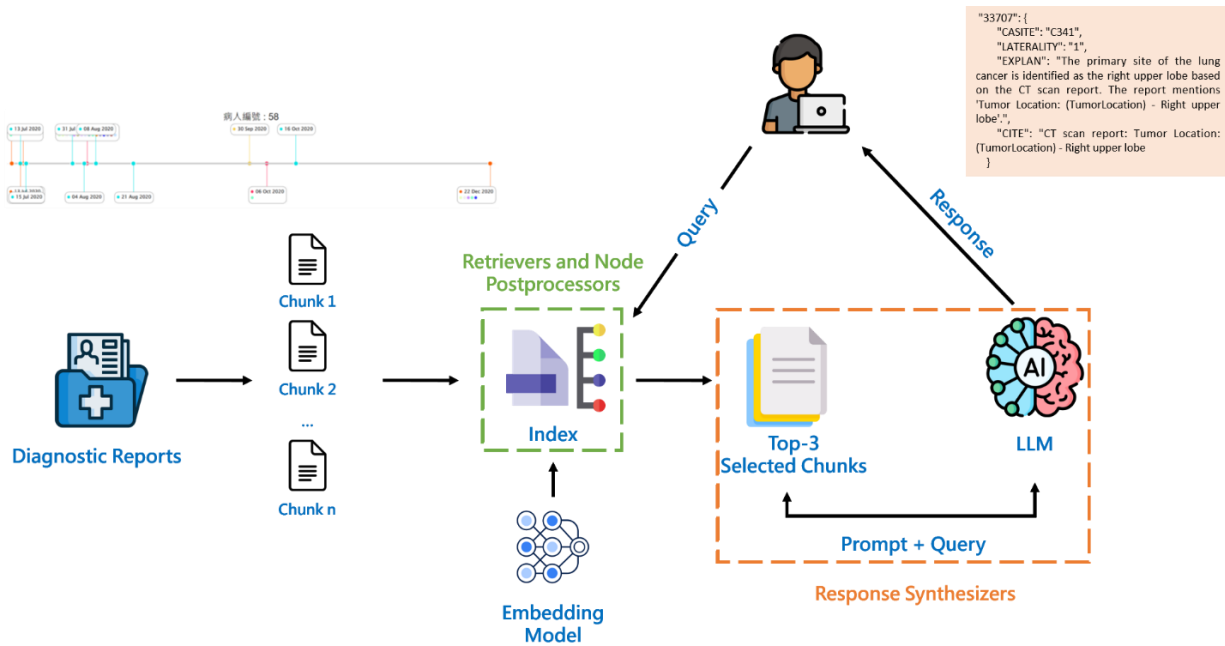 "33707": {
"CASITE": "C341",
"LATERALITY": "1",
"EXPLAN": "The primary site of the lung
cancer is identified as the right upper lobe based
on the CT scan report. The report mentions
'Tumor Location: (TumorLocation) - Right upper
lobe'.",
"CITE": "CT scan report: Tumor Location:
(TumorLocation) - Right upper lobe
}
病人編號 : 58
13 Jul 2020
31 Jul
08 Aug 2020
30 Sep 2020
16 Oct 2020
15 Jul 2020
04 Aug 2020
21 Aug 2020
06 Oct 2020
22 Dec 2020
Query
Response
Chunk 1
Chunk 2
...
Chunk n
Diagnostic Reports
Retrievers and Node
Postprocessors
Index
Embedding
Model
Top-3
Selected Chunks
AI
LLM
Prompt + Query
Response Synthesizers